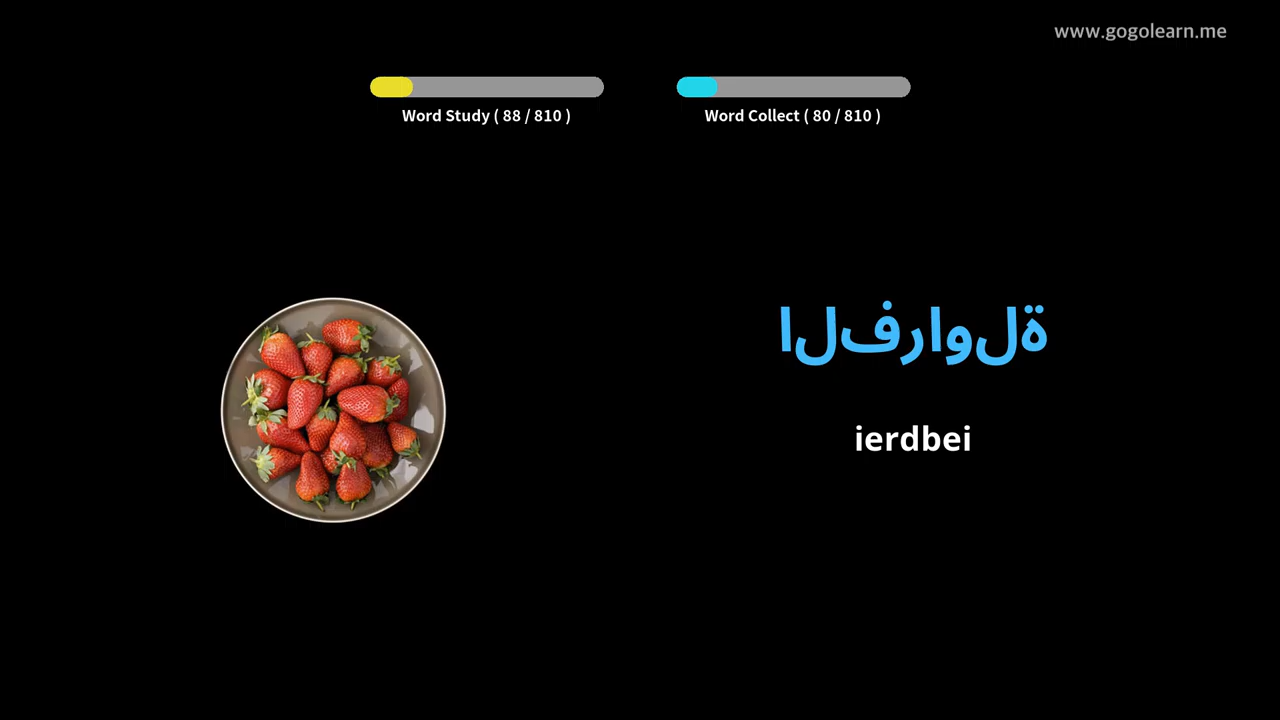 www.gogolearn.me
Word Study ( 88 / 810 )
Word Collect ( 80 / 810 )
الفراولة
ierdbei